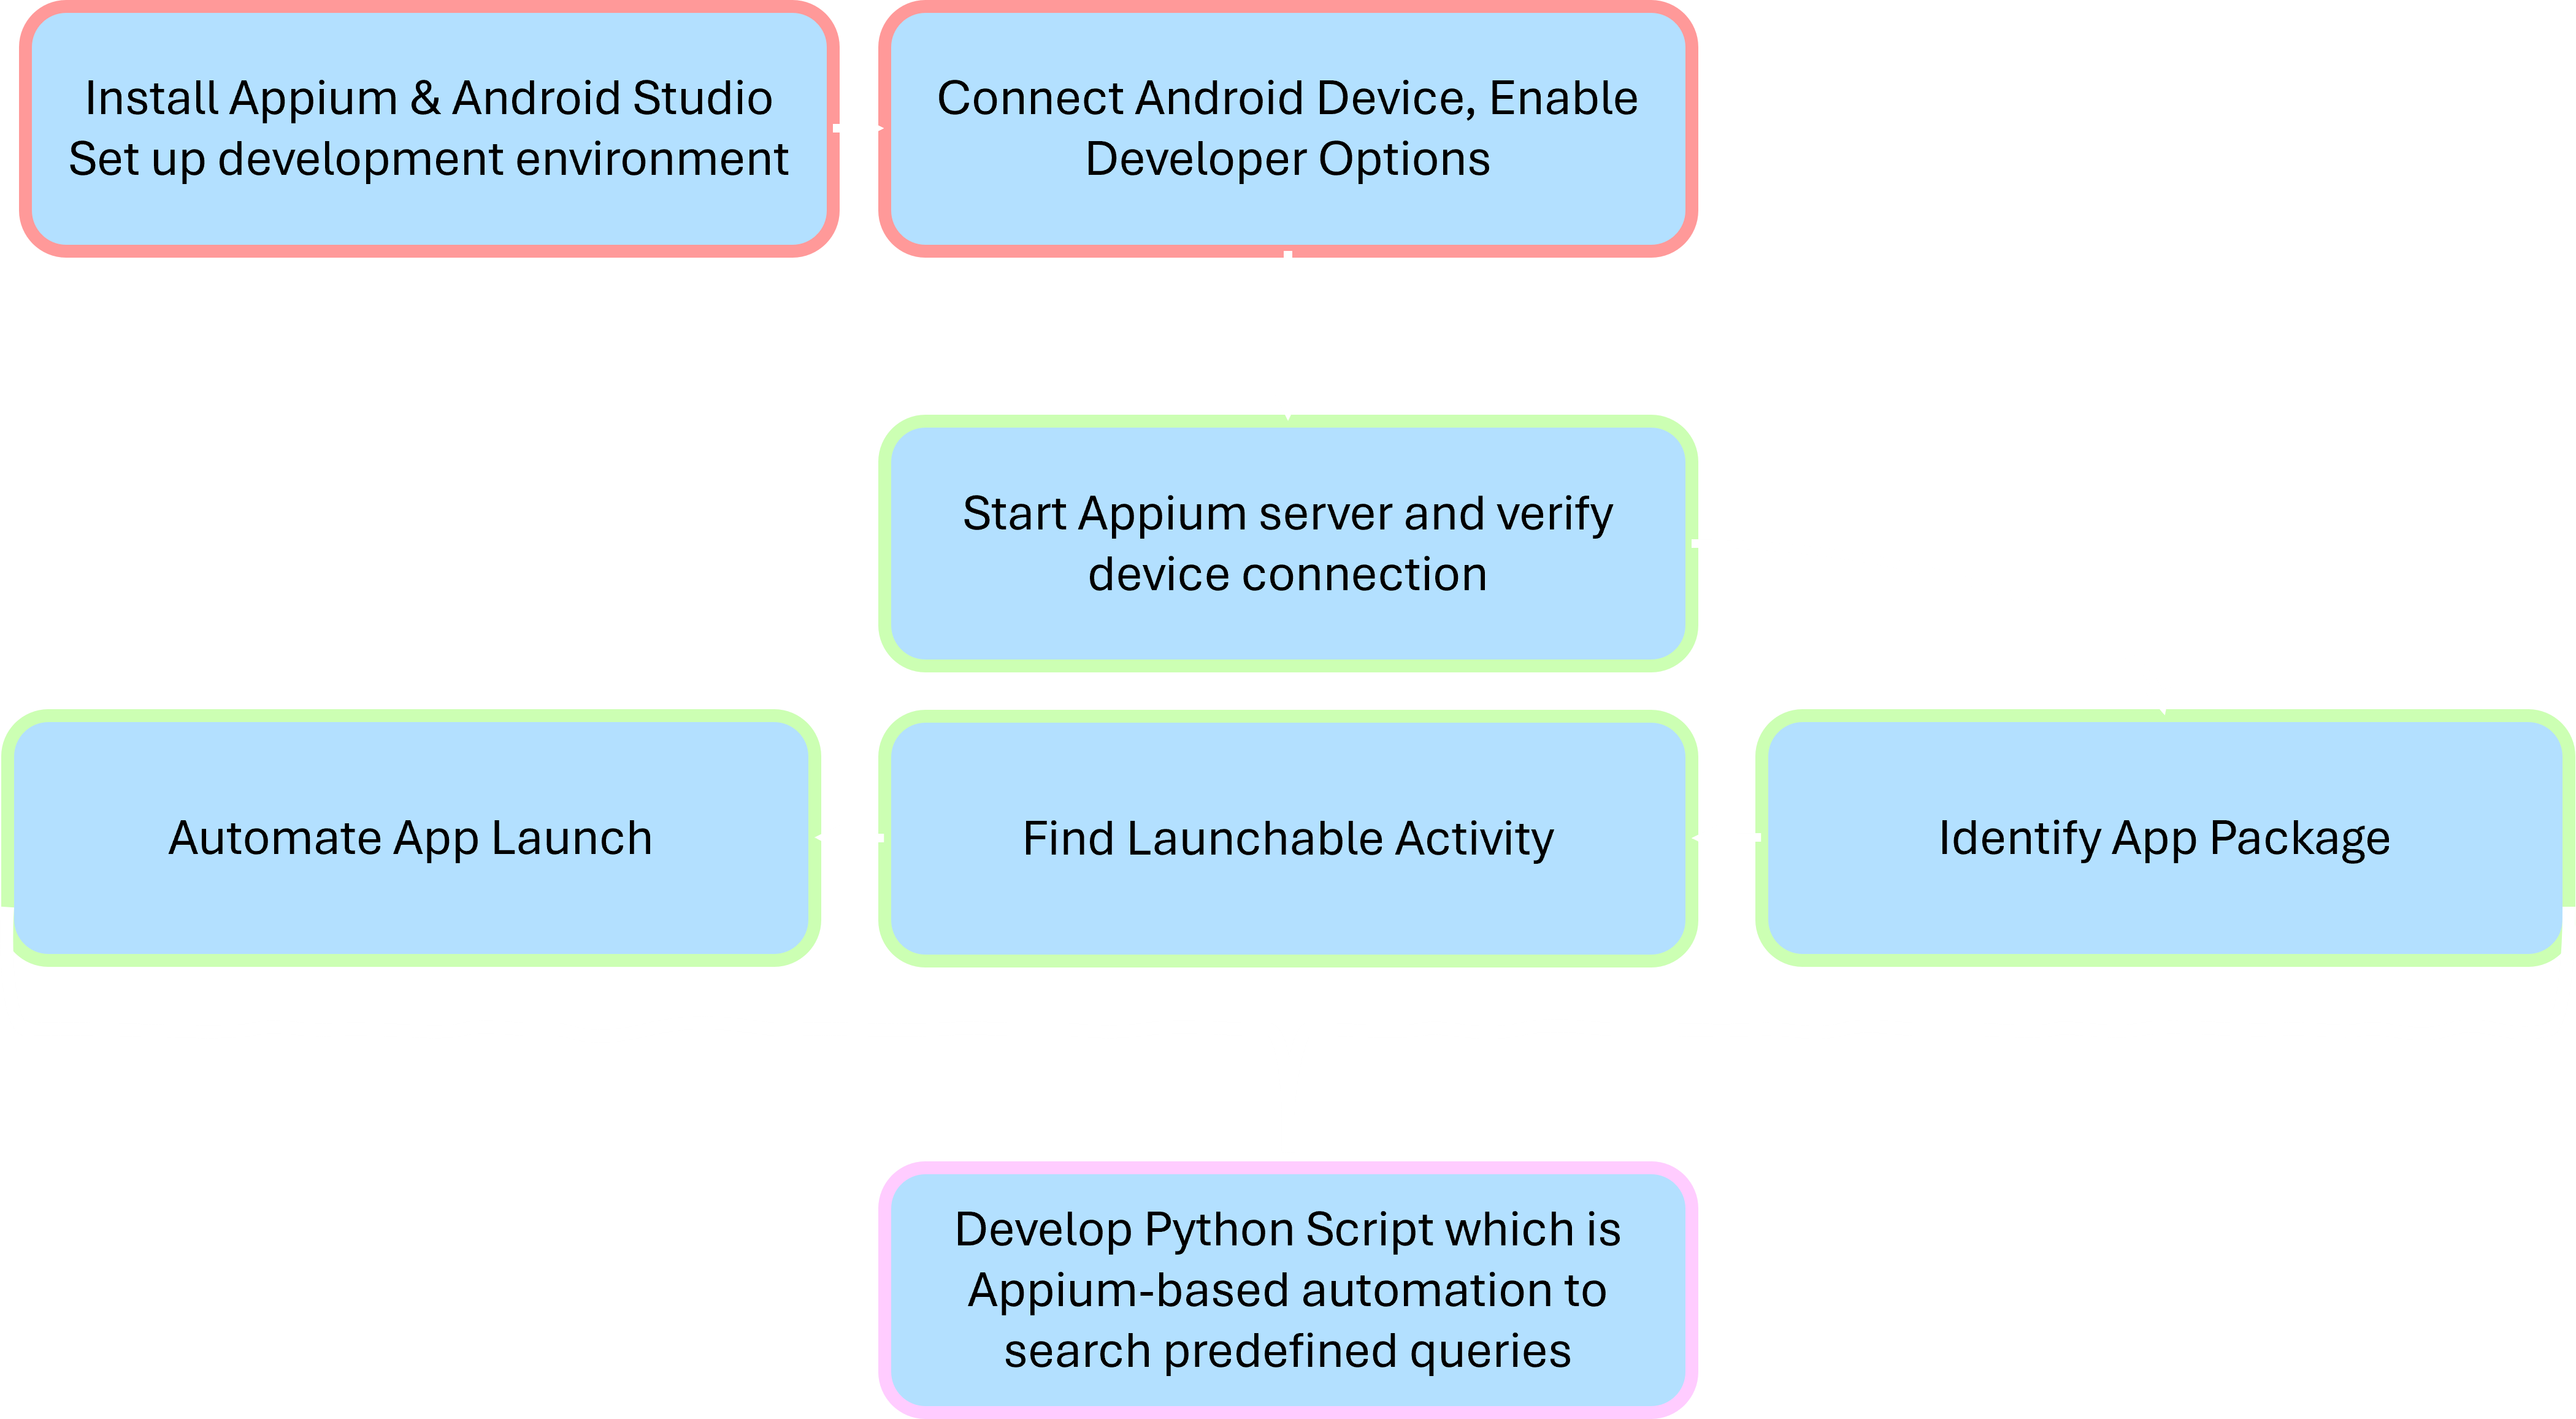 Install Appium & Android Studio
Set up development environment
Connect Android Device, Enable
Developer Options
Start Appium server and verify
device connection
Automate App Launch
Find Launchable Activity
Identify App Package
Develop Python Script which is
Appium-based automation to
search predefined queries